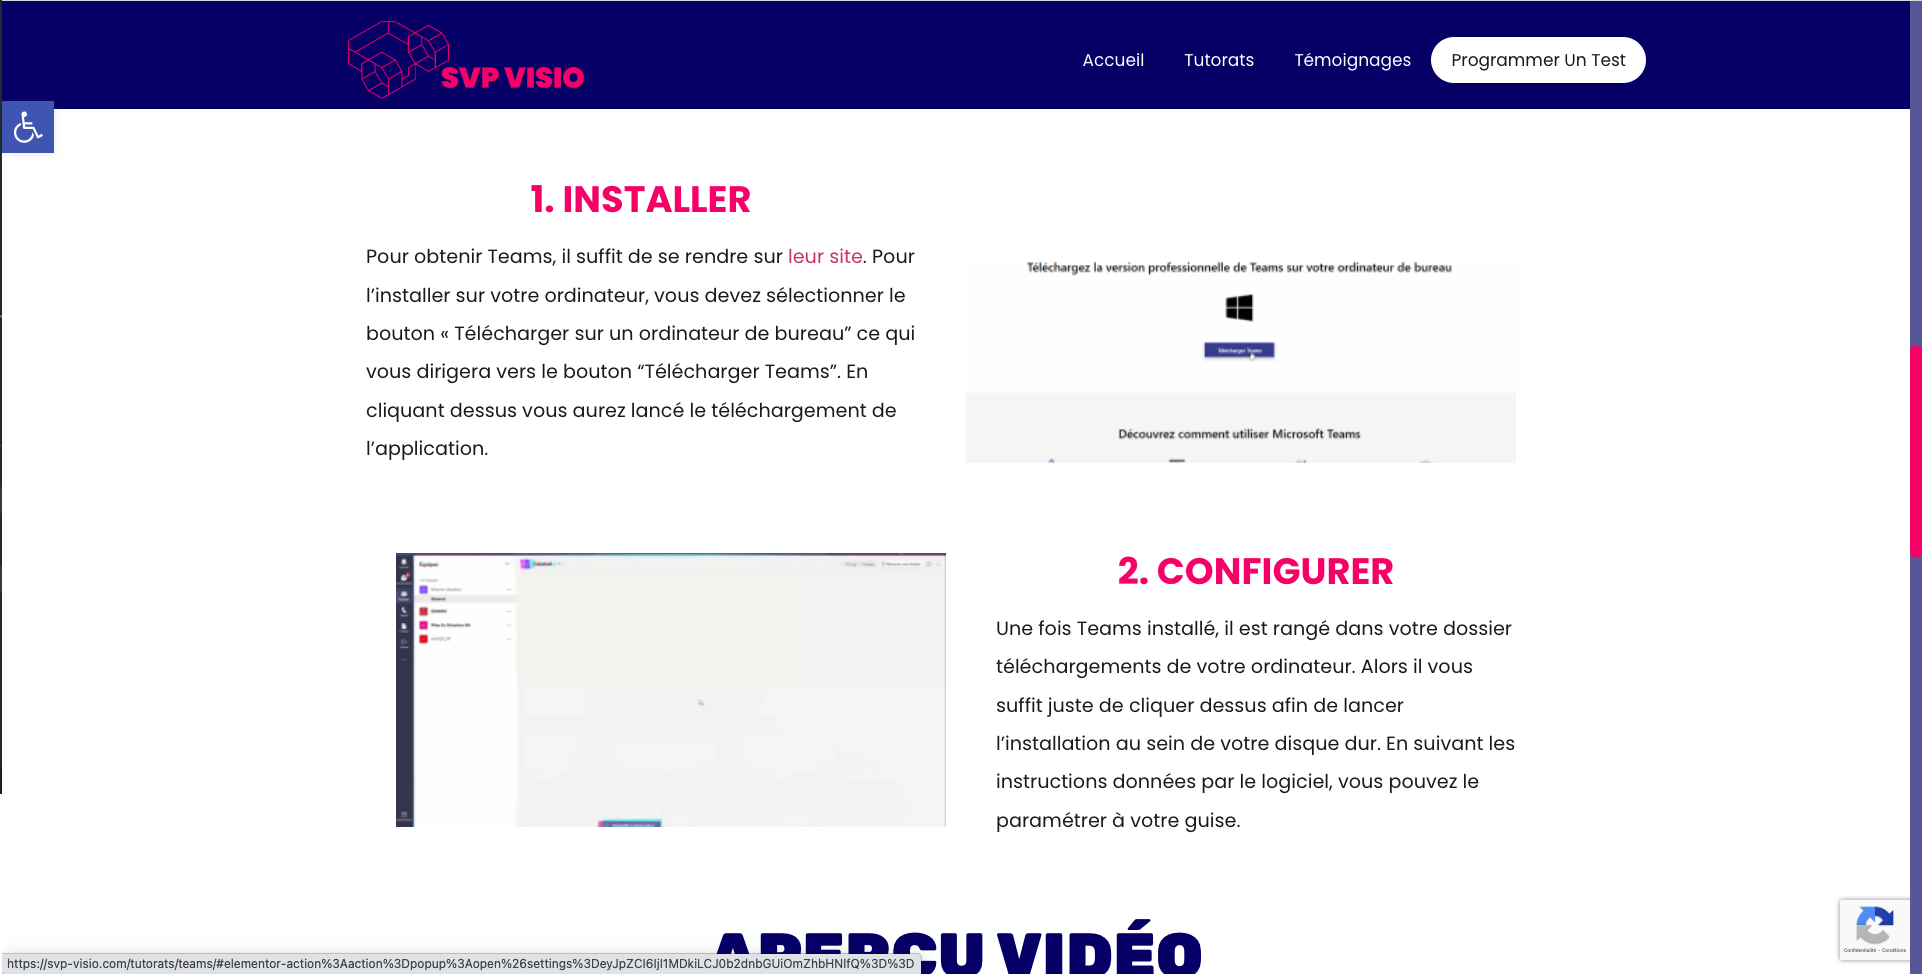 SVP VISIO
Accueil
Tutorats
Témoignages
Programmer Un Test
1. INSTALLER
Pour obtenir Teams, il suffit de se rendre sur leur site. Pour
l’installer sur votre ordinateur, vous devez sélectionner le
bouton « Télécharger sur un ordinateur de bureau” ce qui
vous dirigera vers le bouton “Télécharger Teams”. En
cliquant dessus vous aurez lancé le téléchargement de
l’application.
Téléchargez la version professionnelle de Teams sur votre ordinateur de bureau
Télécharger Teams
Découvrez comment utiliser Microsoft Teams
Équipes
Général
Général
2. CONFIGURER
Une fois Teams installé, il est rangé dans votre dossier
téléchargements de votre ordinateur. Alors il vous
suffit juste de cliquer dessus afin de lancer
l’installation au sein de votre disque dur. En suivant les
instructions données par le logiciel, vous pouvez le
paramétrer à votre guise.
APERÇU VIDÉO
Confidentialité - Conditions
https://svp-visio.com/tutorats/teams/#elementor-action%3Aaction%3Dpopup%3Aopen%26settings%3DeyJpZCI6IjI1MDkiLCJ0b2dnbGUiOmZhbHNlfQ%3D%3D